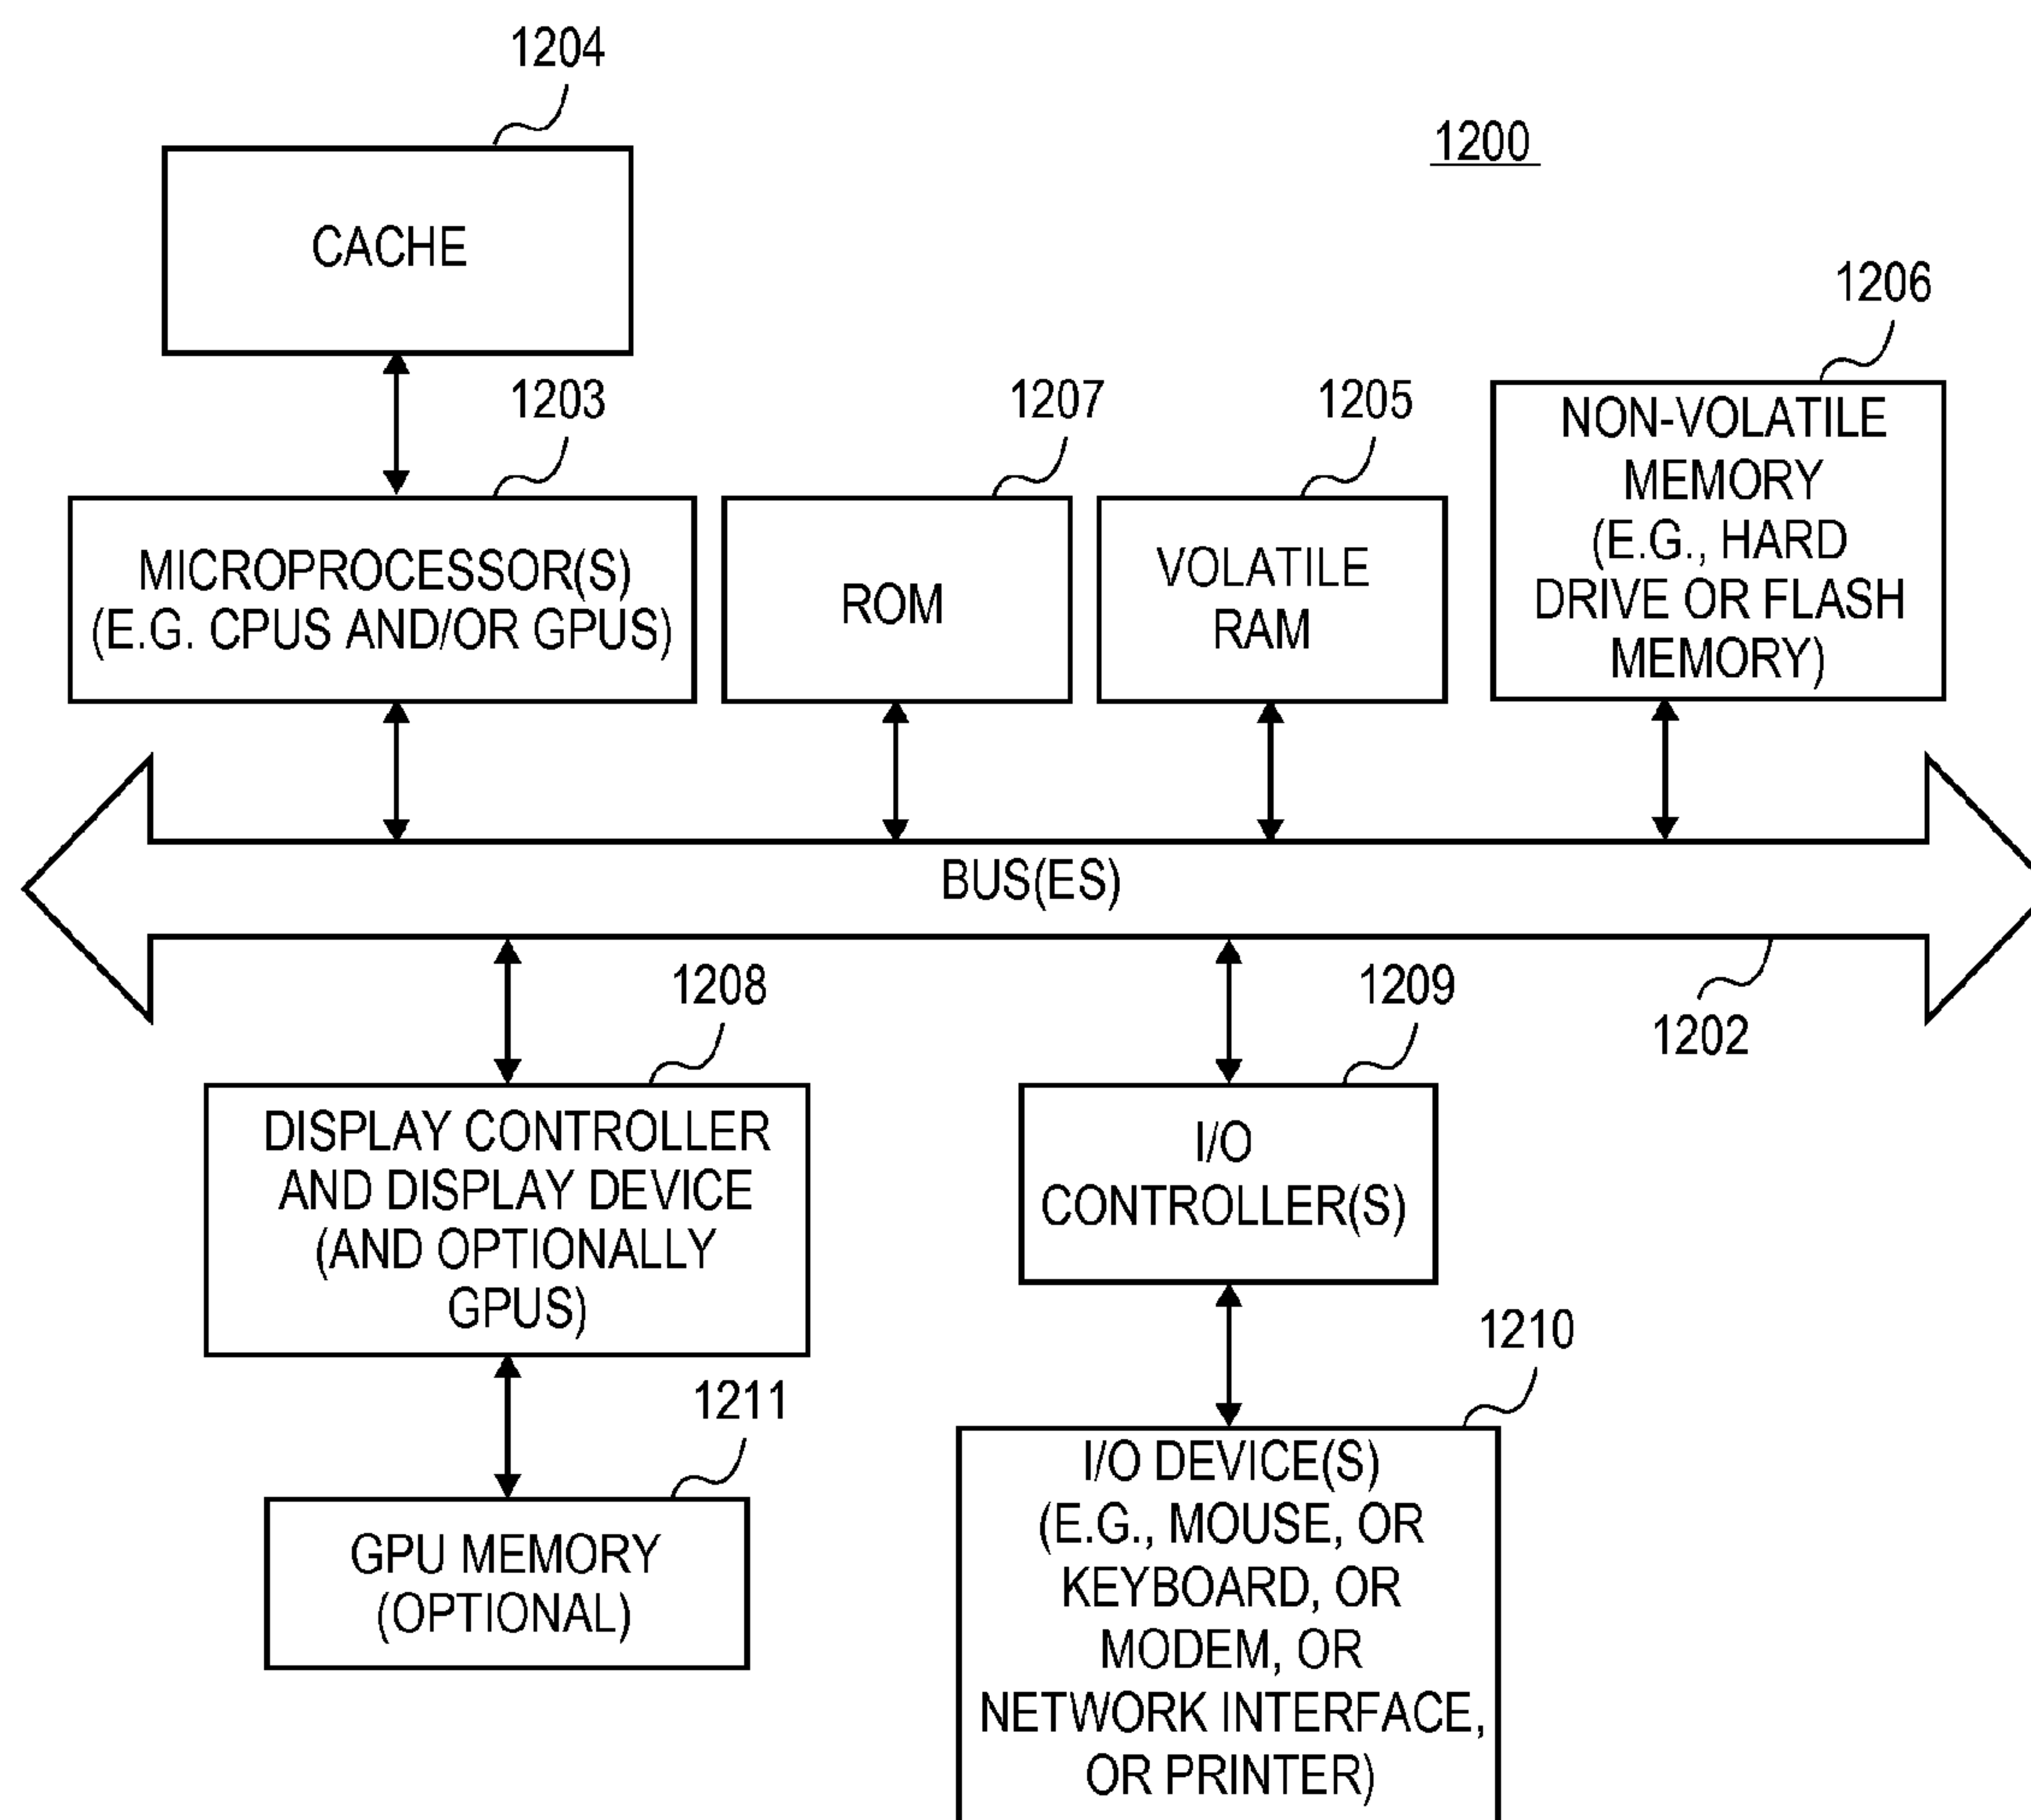 1204
1200
CACHE
1206
1203
1207
1205
NON-VOLATILE
MEMORY
(E.G., HARD
DRIVE OR FLASH
MEMORY)
MICROPROCESSOR(S)
(E.G. CPUS AND/OR GPUS)
ROM
VOLATILE
RAM
BUS(ES)
1208
1209
1202
DISPLAY CONTROLLER
AND DISPLAY DEVICE
(AND OPTIONALLY
GPUS)
I/O
CONTROLLER(S)
1210
1211
GPU MEMORY
(OPTIONAL)
I/O DEVICE(S)
(E.G., MOUSE, OR
KEYBOARD, OR
MODEM, OR
NETWORK INTERFACE,
OR PRINTER)